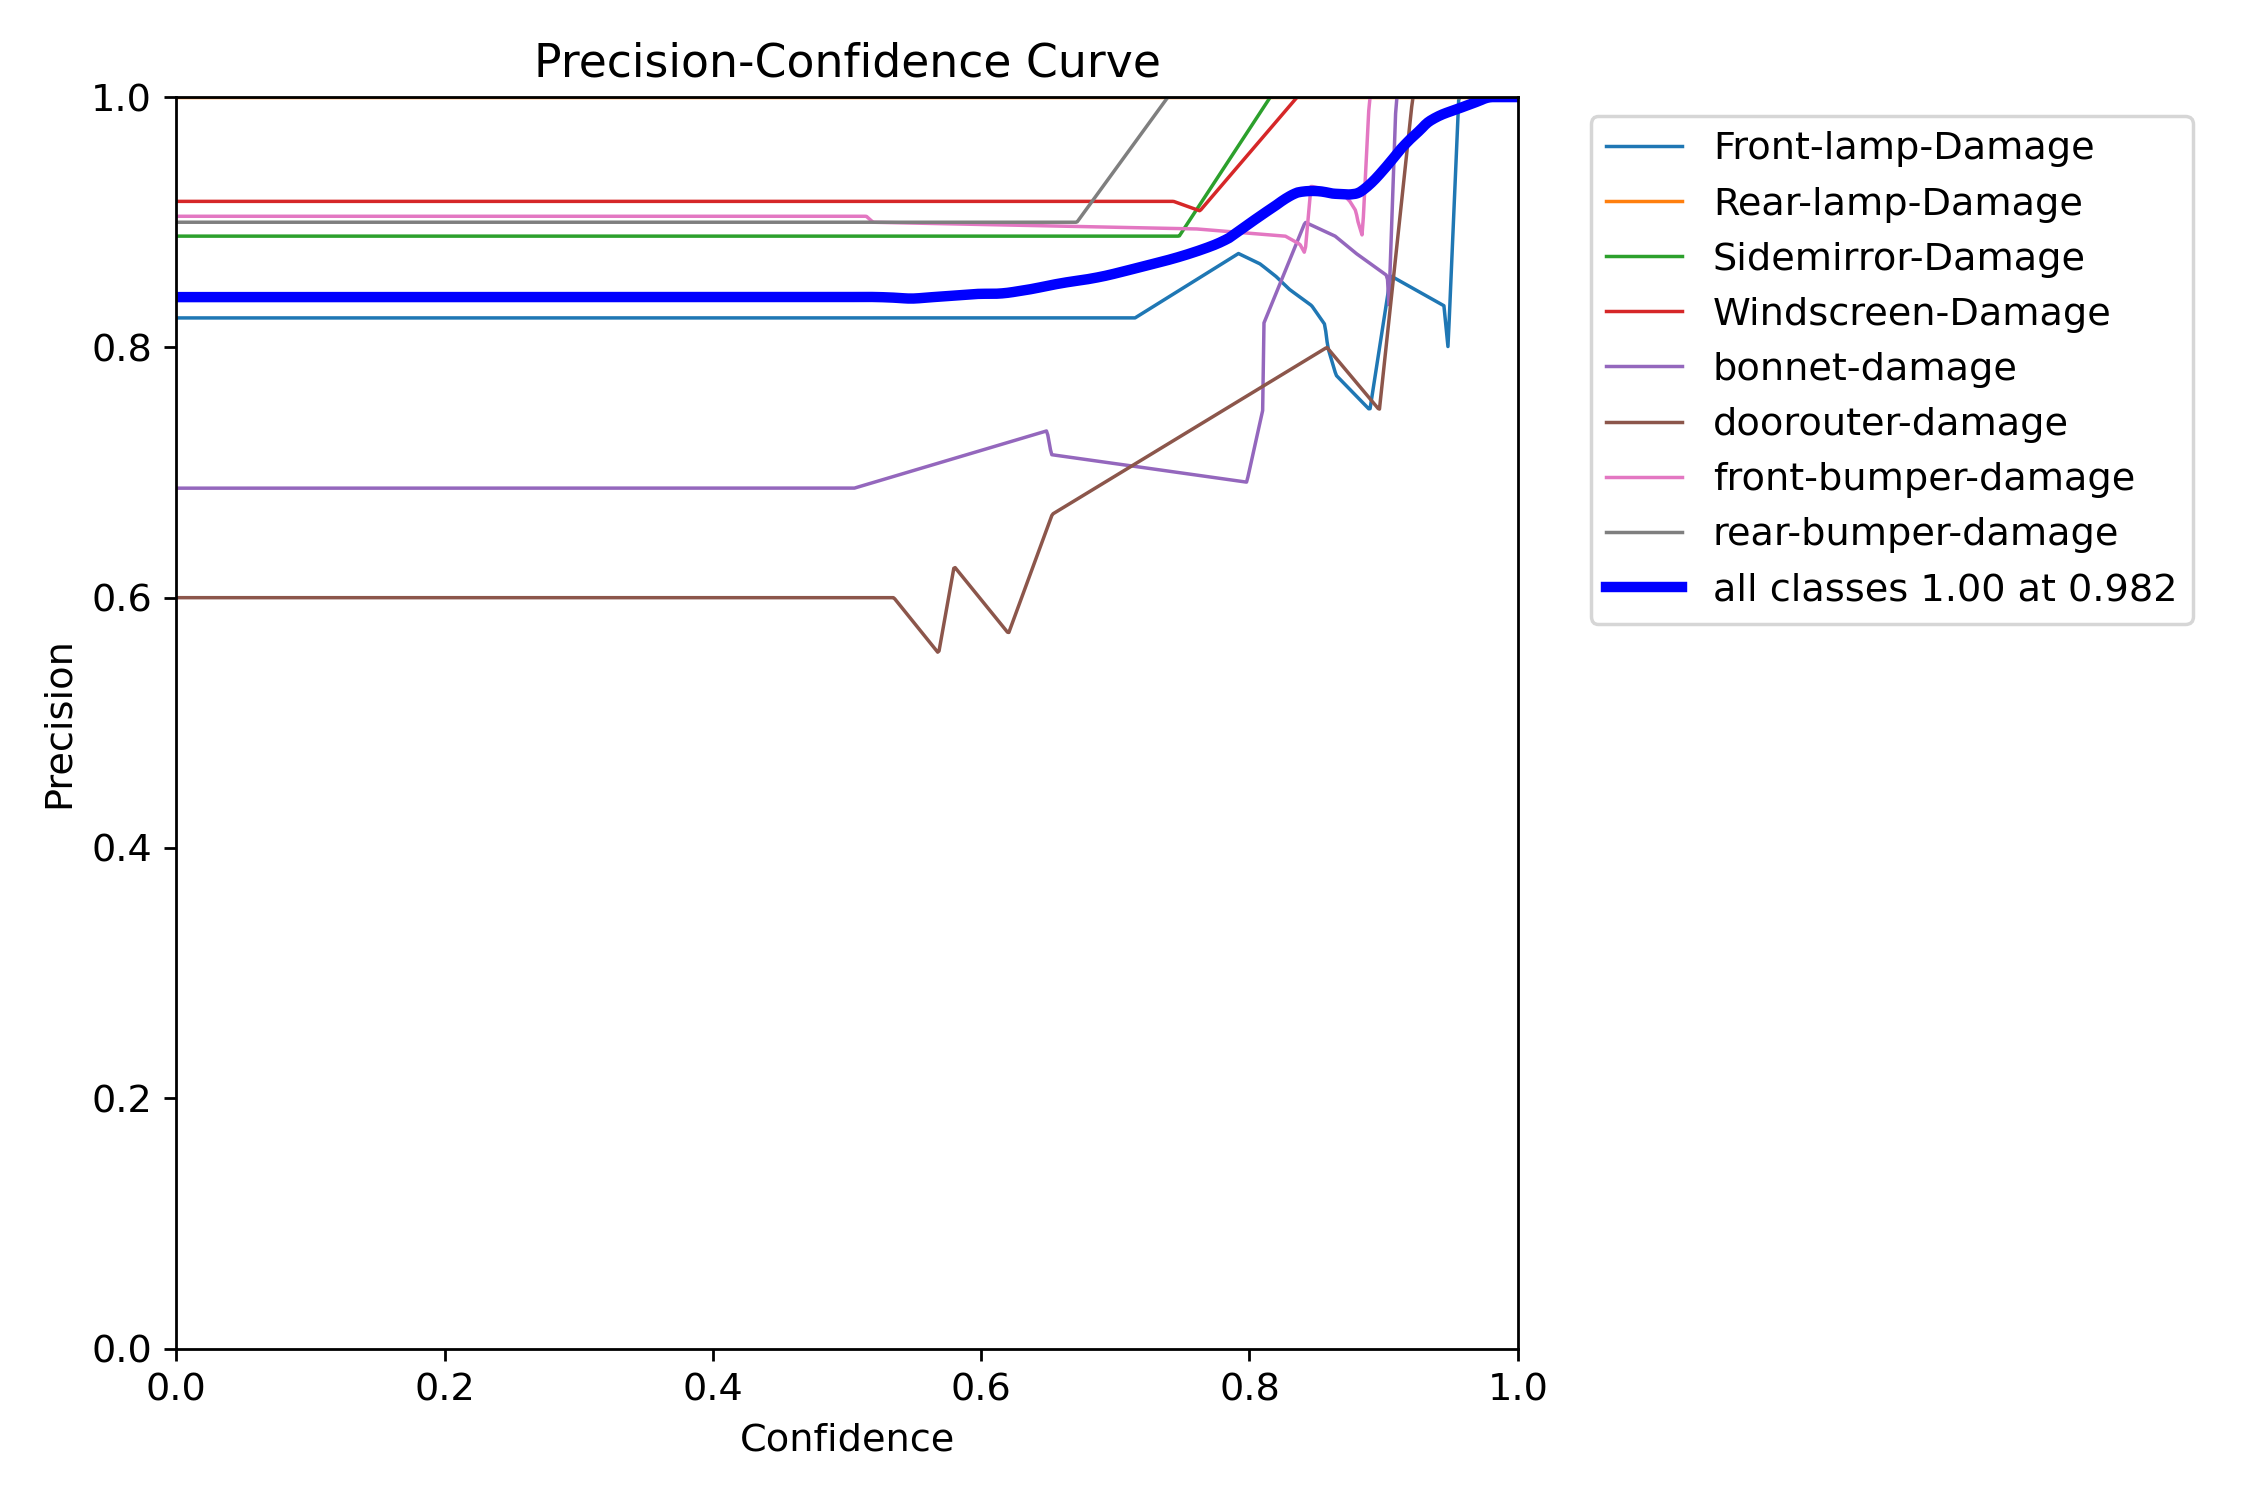 Precision-Confidence Curve
1.0
0.8
0.6
0.4
0.2
0.0
Precision
0.0 0.2 0.4 0.6 0.8 1.0
Confidence
Front-lamp-Damage
Rear-lamp-Damage
Sidemirror-Damage
Windscreen-Damage
bonnet-damage
doorouter-damage
front-bumper-damage
rear-bumper-damage
all classes 1.00 at 0.982